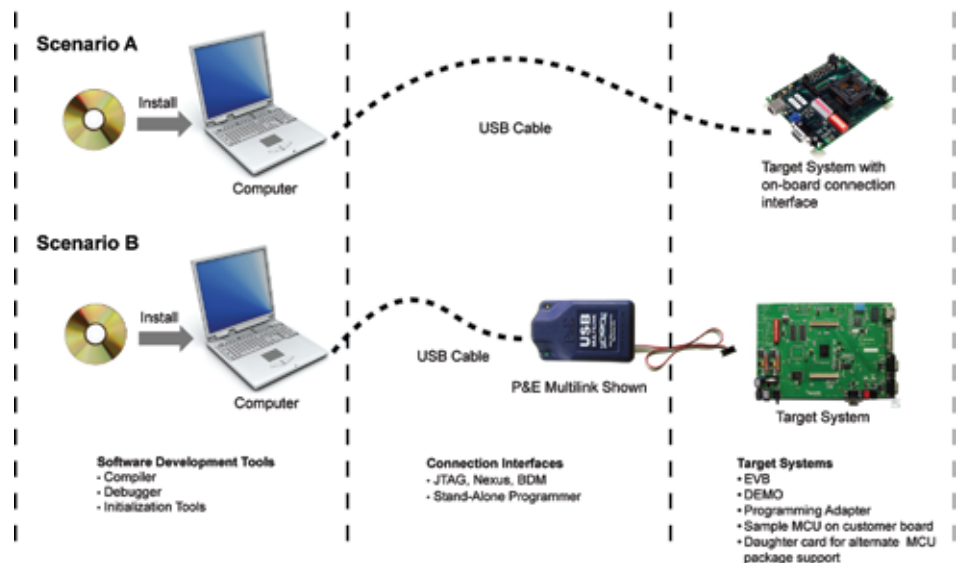 Scenario A
Install
Computer
USB Cable
Target System with
on-board connection
interface
Scenario B
Install
Computer
USB Cable
USB
P&E Multilink Shown
Target System
Software Development Tools
- Compiler
- Debugger
- Initialization Tools
Connection Interfaces
- JTAG, Nexus, BDM
- Stand-Alone Programmer
Target Systems
• EVB
• DEMO
• Programming Adapter
• Sample MCU on customer board
• Daughter card for alternate MCU
package support